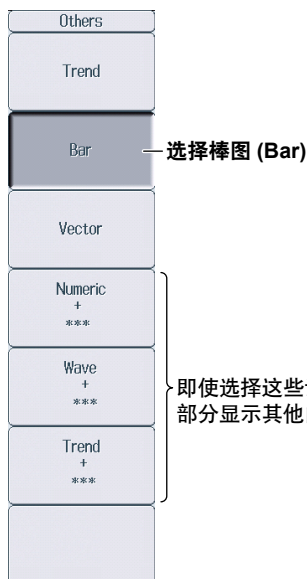 Others
Trend
Bar
选择棒图 (Bar)
Vector
Numeric
+
***
Wave
+
***
即使选择这些
部分显示其他
Trend
+
***